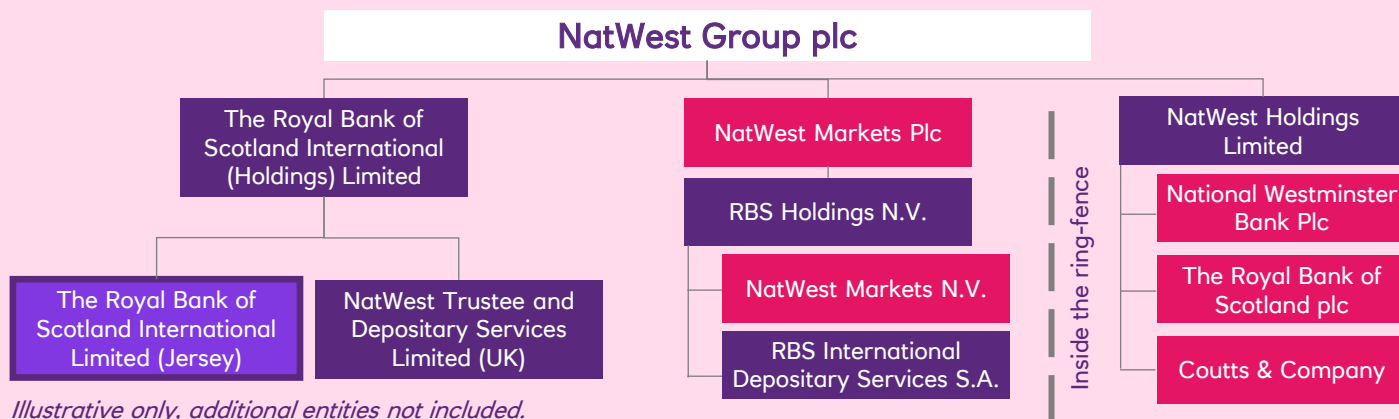 NatWest Group plc
The Royal Bank of
Scotland International
(Holdings) Limited
The Royal Bank of
Scotland International
Limited (Jersey)
NatWest Trustee and
Depositary Services
Limited (UK)
NatWest Markets Plc
RBS Holdings N.V.
NatWest Markets N.V.
RBS International
Depositary Services S.A.
Inside the ring-fence
NatWest Holdings
Limited
National Westminster
Bank Plc
The Royal Bank of
Scotland plc
Coutts & Company
Illustrative only, additional entities not included.